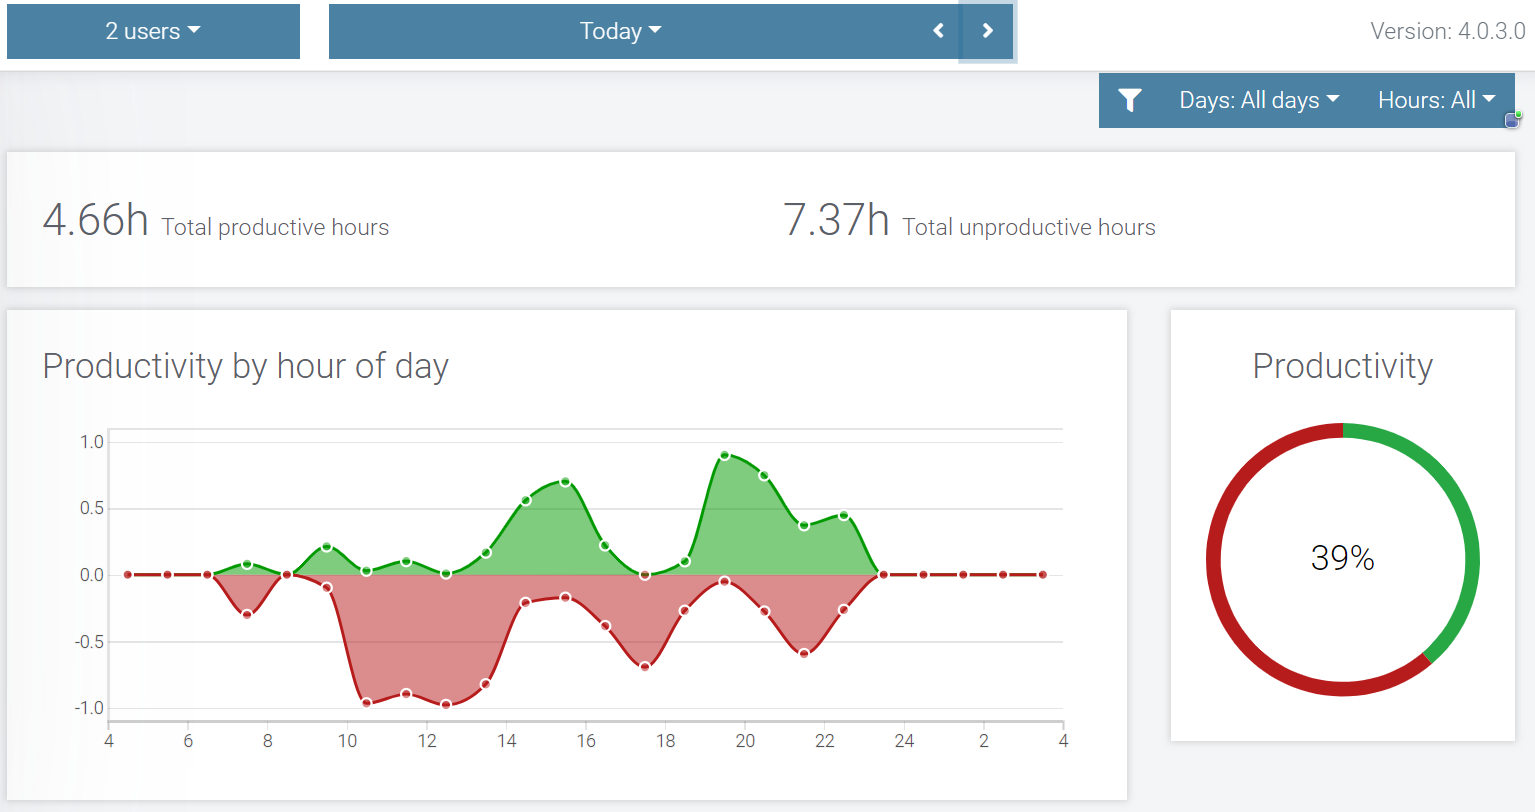 2 users
Today
Version: 4.0.3.0
Days: All days
Hours: All
4.66h Total productive hours
7.37h Total unproductive hours
Productivity by hour of day
1.0
0.5
0.0
-0.5
-1.0
4 6 8 10 12 14 16 18 20 22 24 2 4
Productivity
39%